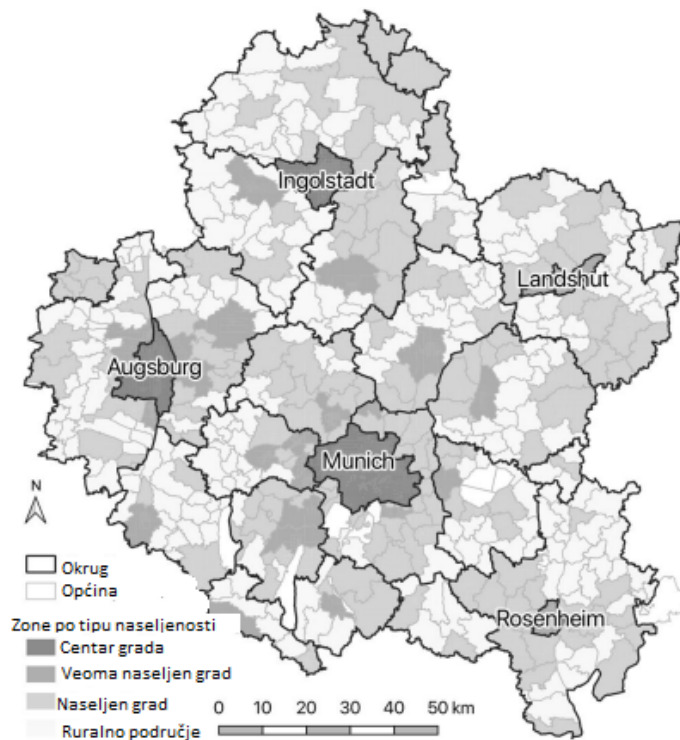 Ingolstadt
Landshut
Augsburg
Munich
Rosenheim
N
Okrug
Općina
Zone po tipu naseljenosti
Centar grada
Veoma naseljen grad
Naseljen grad
Ruralno područje
0 10 20 30 40 50 km